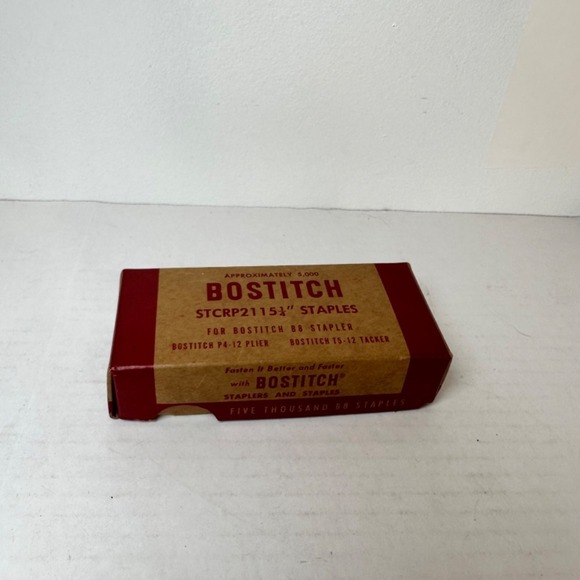 APPROXIMATELY 5,000
BOSTITCH
STCRP2115¼" STAPLES
FOR BOSTITCH B8 STAPLER
BOSTITCH P4-12 PLIER BOSTITCH T5-12 TACKER
Fasten It Better and Faster
with BOSTITCH®
STAPLERS AND STAPLES
FIVE THOUSAND B8 STAPLES